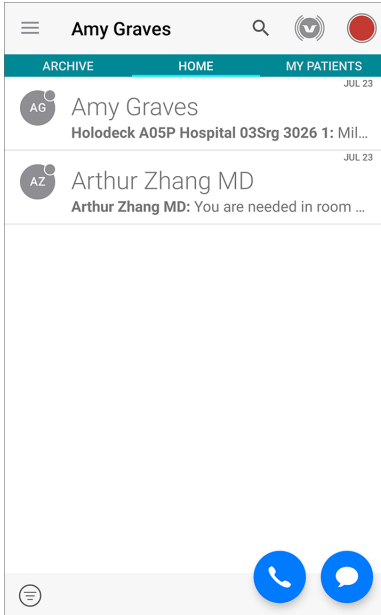 Amy Graves
ARCHIVE HOME MY PATIENTS
JUL 23
AG
Amy Graves
Holodeck A05P Hospital 03Srg 3026 1: Mil...
JUL 23
AZ
Arthur Zhang MD
Arthur Zhang MD: You are needed in room ...